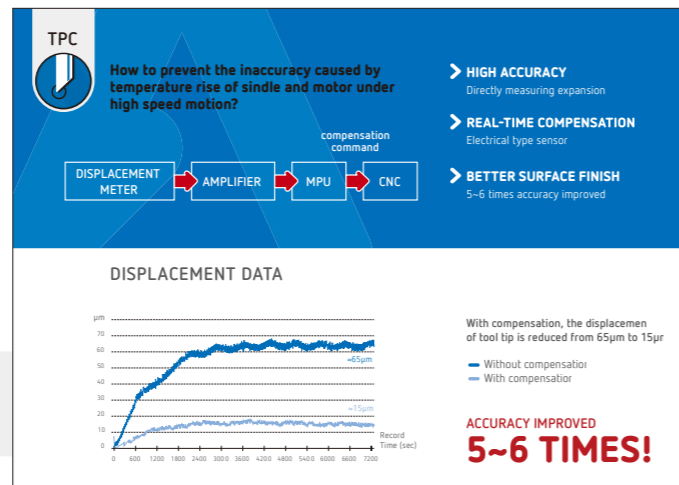 TPC
How to prevent the inaccuracy caused by
temperature rise of sindle and motor under
high speed motion?
compensation
command
DISPLACEMENT
METER
AMPLIFIER
MPU
CNC
HIGH ACCURACY
Directly measuring expansion
REAL-TIME COMPENSATION
Electrical type sensor
BETTER SURFACE FINISH
5~6 times accuracy improved
DISPLACEMENT DATA
μm
70
60
50
40
30
20
10
0
≈65μm
≈15μm
0 600 1200 1800 2400 3000 3600 4200 4800 5400 6000 6600 7200
Record
Time (sec)
With compensation, the displacemen
of tool tip is reduced from 65μm to 15μr
Without compensatior
With compensatior
ACCURACY IMPROVED
5~6 TIMES!